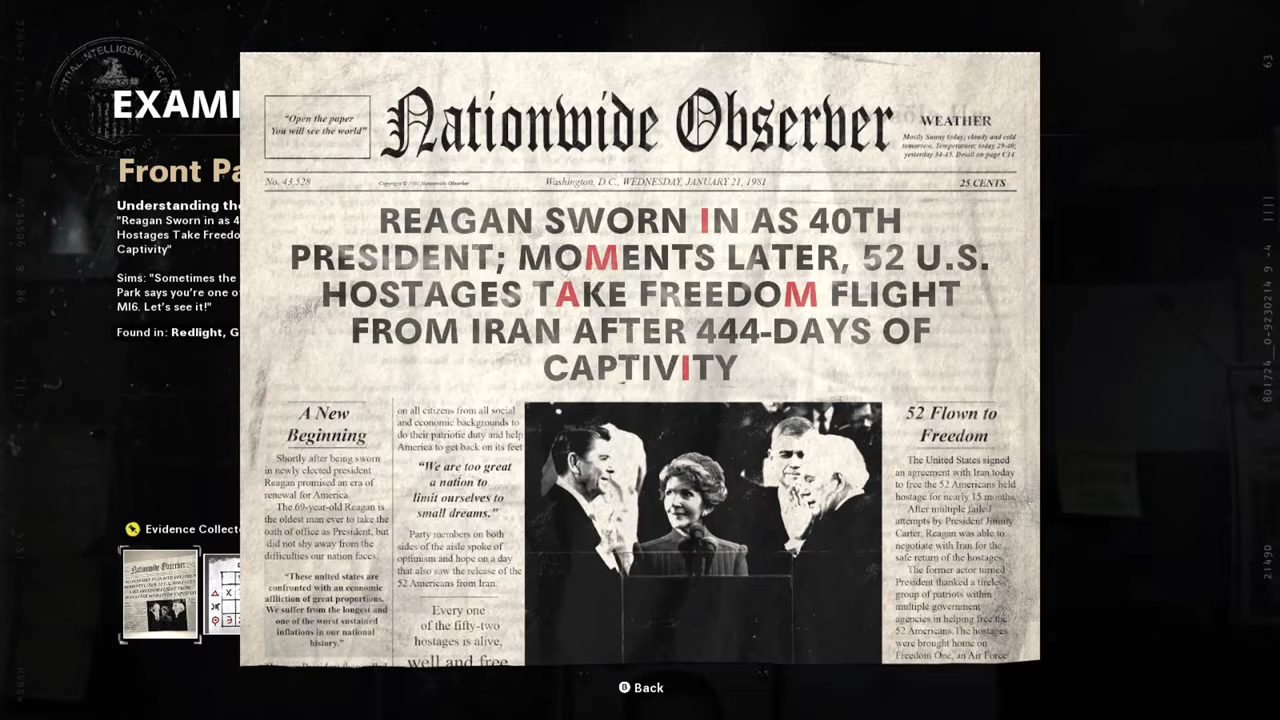 EXAMI
Front Pa
Understanding the
"Reagan Sworn in as 4
Hostages Take Freedo
Captivity"
Sims: "Sometimes the
Park says you're one o
MI6. Let's see it!"
Found in: Redlight, G
Evidence Collecte
"Open the paper
You will see the world"
Nationwide Observer
WEATHER
Mostly Sunny today; cloudy and cold
tomorrow. Temperature; today 29-46;
yesterday 34-45. Detail on page C14
No. 43,528
Copyright © 1981 Nationwide Observer
Washington, D.C., WEDNESDAY, JANUARY 21, 1981
25 CENTS
REAGAN SWORN IN AS 40TH
PRESIDENT; MOMENTS LATER, 52 U.S.
HOSTAGES TAKE FREEDOM FLIGHT
FROM IRAN AFTER 444-DAYS OF
CAPTIVITY
A New
Beginning
Shortly after being sworn
in newly elected president
Reagan promised an era of
renewal for America.
The 69-year-old Reagan is
the oldest man ever to take the
oath of office as President, but
did not shy away from the
difficulties our nation faces.
"These united states are
confronted with an economic
affliction of great proportions.
We suffer from the longest and
one of the worst sustained
inflations in our national
history."
on all citizens from all social
and economic backgrounds to
do their patriotic duty and help
America to get back on its feet
"We are too great
a nation to
limit ourselves to
small dreams."
Party members on both
sides of the aisle spoke of
optimism and hope on a day
that also saw the release of the
52 Americans from Iran.
Every one
of the fifty-two
hostages is alive,
well and free
52 Flown to
Freedom
The United States signed
an agreement with Iran today
to free the 52 Americans held
hostage for nearly 15 months.
After multiple failed
attempts by President Jimmy
Carter, Reagan was able to
negotiate with Iran for the
safe return of the hostages.
The former actor turned
President thanked a tireless
group of patriots within
multiple government
agencies in helping free the
52 Americans. The hostages
were brought home on
Freedom One, an Air Force
B Back